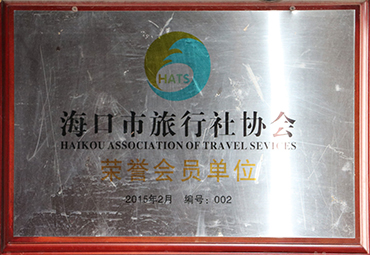 HATS
海口市旅行社协会
HAIKOU ASSOCIATION OF TRAVEL SEVICES
荣誉会员单位
2015年2月 编号:002